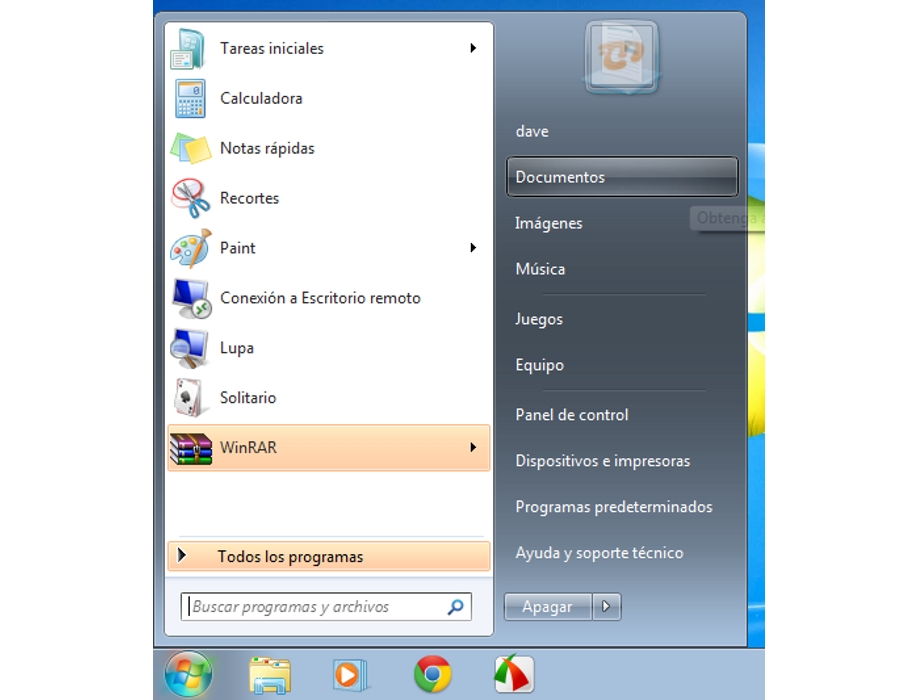 Tareas iniciales
Calculadora
Notas rápidas
Recortes
Paint
Conexión a Escritorio remoto
Lupa
Solitario
WinRAR
Todos los programas
Buscar programas y archivos
dave
Documentos
Obtenga
Imágenes
Música
Juegos
Equipo
Panel de control
Dispositivos e impresoras
Programas predeterminados
Ayuda y soporte técnico
Apagar